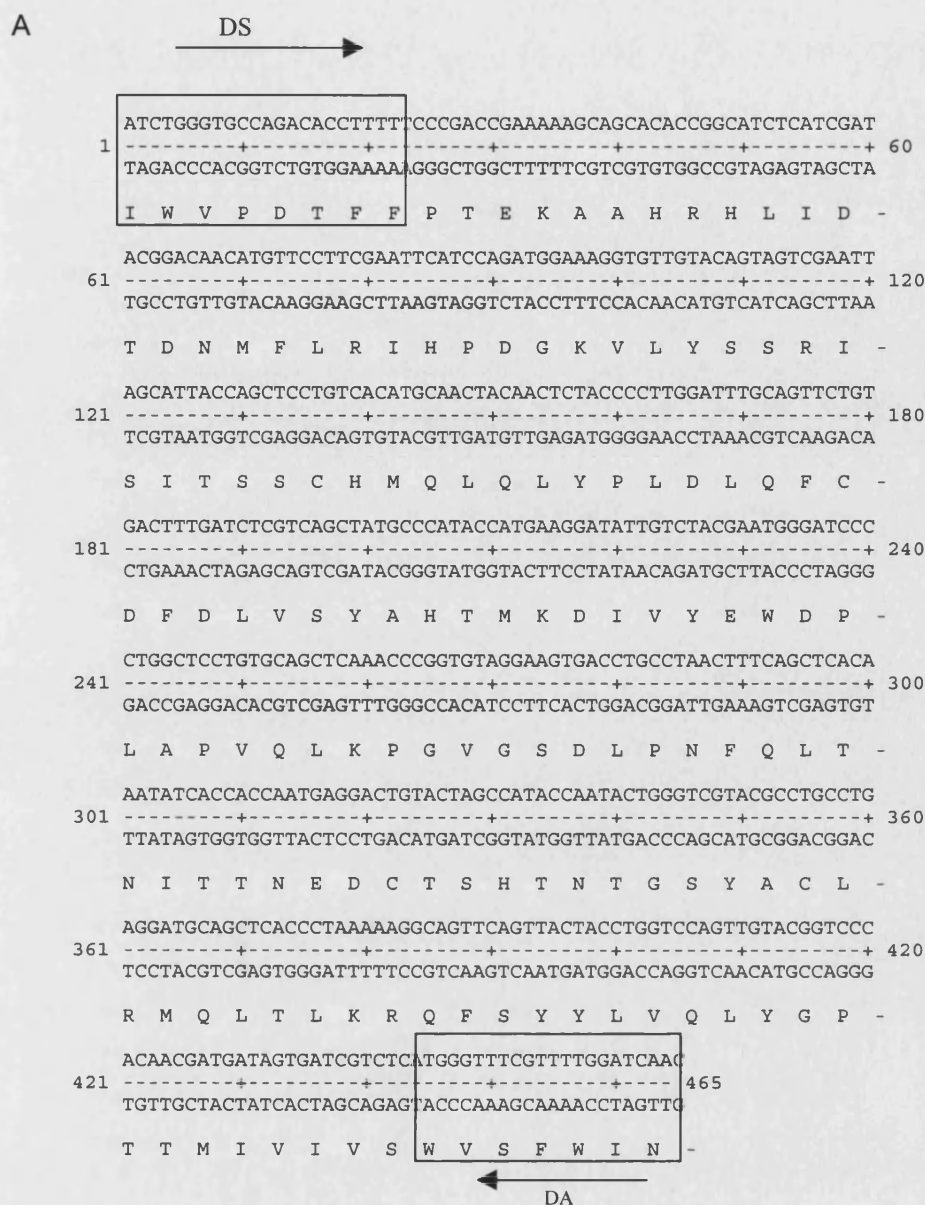 A
DS
ATCTGGGTGCCAGACACCTTTTTCCCGACCGAAAAAGCAGCACACCGGCATCTCATCGAT
1 ---------+---------+---------+---------+---------+---------+ 60
TAGACCCACGGTCTGTGGAAAAAGGGCTGGCTTTTTCGTCGTGTGGCCGTAGAGTAGCTA
I W V P D T F F P T E K A A H R H L I D -
ACGGACAACATGTTCCTTCGAATTCATCCAGATGGAAAGGTGTTGTACAGTAGTCGAATT
61 ---------+---------+---------+---------+---------+---------+ 120
TGCCTGTTGTACAAGGAAGCTTAAGTAGGTCTACCTTTCCACAACATGTCATCAGCTTAA
T D N M F L R I H P D G K V L Y S S R I -
AGCATTACCAGCTCCTGTCACATGCAACTACAACTCTACCCCTTGGATTTGCAGTTCTGT
121 ---------+---------+---------+---------+---------+---------+ 180
TCGTAATGGTCGAGGACAGTGTACGTTGATGTTGAGATGGGGAACCTAAACGTCAAGACA
S I T S S C H M Q L Q L Y P L D L Q F C -
GACTTTGATCTCGTCAGCTATGCCCATACCATGAAGGATATTGTCTACGAATGGGATCCC
181 ---------+---------+---------+---------+---------+---------+ 240
CTGAAACTAGAGCAGTCGATACGGGTATGGTACTTCCTATAACAGATGCTTACCCTAGGG
D F D L V S Y A H T M K D I V Y E W D P -
CTGGCTCCTGTGCAGCTCAAACCCGGTGTAGGAAGTGACCTGCCTAACTTTCAGCTCACA
241 ---------+---------+---------+---------+---------+---------+ 300
GACCGAGGACACGTCGAGTTTGGGCCACATCCTTCACTGGACGGATTGAAAGTCGAGTGT
L A P V Q L K P G V G S D L P N F Q L T -
AATATCACCACCAATGAGGACTGTACTAGCCATACCAATACTGGGTCGTACGCCTGCCTG
301 ---------+---------+---------+---------+---------+---------+ 360
TTATAGTGGTGGTTACTCCTGACATGATCGGTATGGTTATGACCCAGCATGCGGACGGAC
N I T T N E D C T S H T N T G S Y A C L -
AGGATGCAGCTCACCCTAAAAAGGCAGTTCAGTTACTACCTGGTCCAGTTGTACGGTCCC
361 ---------+---------+---------+---------+---------+---------+ 420
TCCTACGTCGAGTGGGATTTTTCCGTCAAGTCAATGATGGACCAGGTCAACATGCCAGGG
R M Q L T L K R Q F S Y Y L V Q L Y G P -
ACAACGATGATAGTGATCGTCTCATGGGTTTCGTTTTGGATCAAC
421 ---------+---------+---------+---------+----- 465
TGTTGCTACTATCACTAGCAGAGTACCCAAAGCAAAACCTAGTTG
T T M I V I V S W V S F W I N -
DA